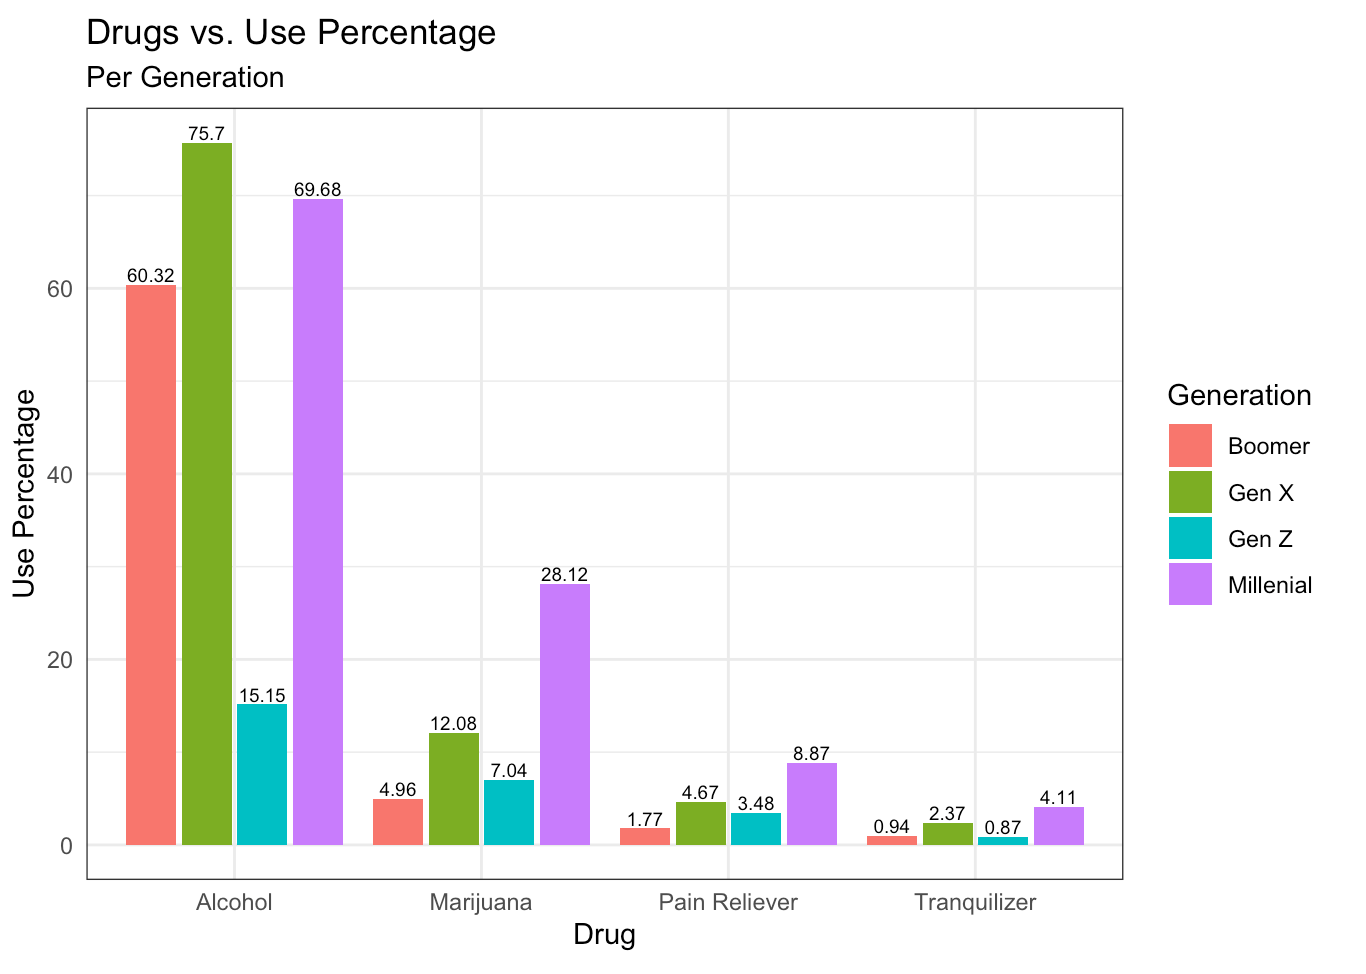 Drugs vs. Use Percentage
Per Generation
Use Percentage
60
40
20
0
60.32
75.7
15.15
69.68
4.96
12.08
7.04
28.12
1.77
4.67
3.48
8.87
0.94
2.37
0.87
4.11
Alcohol
Marijuana
Pain Reliever
Tranquilizer
Drug
Generation
Boomer
Gen X
Gen Z
Millenial